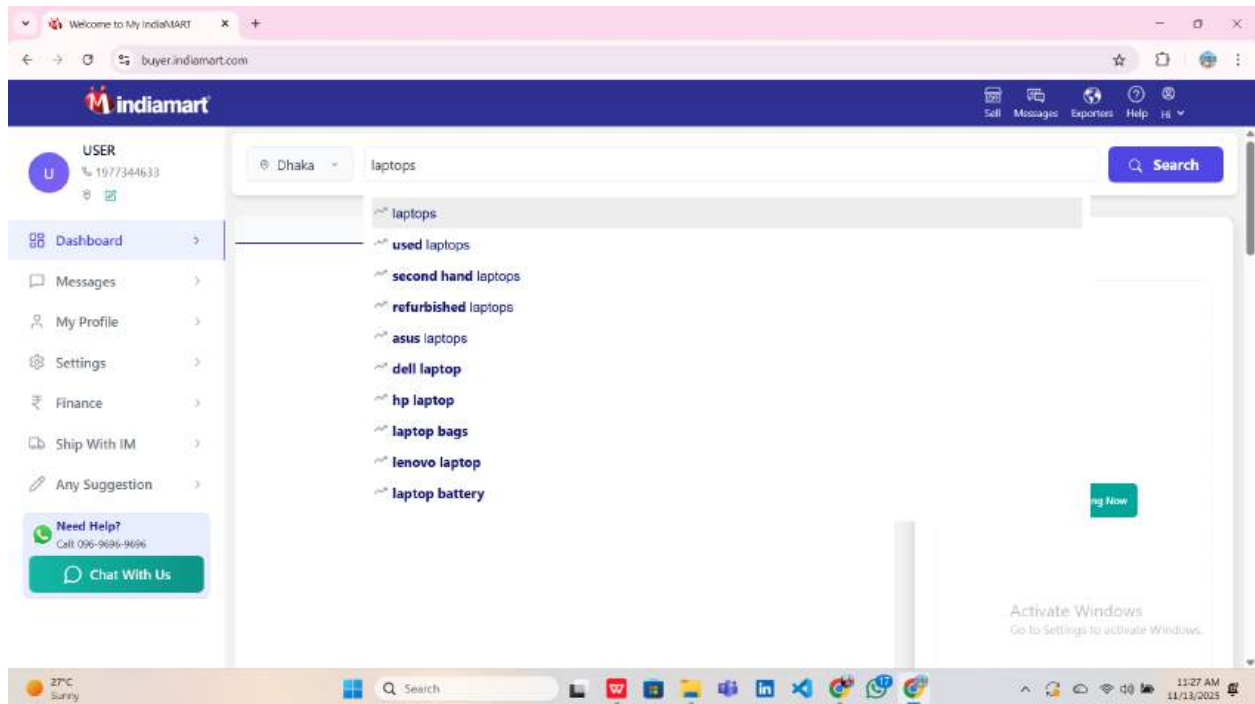 Welcome to My IndiaMART
buyer.indiamart.com
indiamart
Sell Messages Exporters Help Hi
USER
1977344633
Dhaka
laptops
Search
laptops
used laptops
second hand laptops
refurbished laptops
asus laptops
dell laptop
hp laptop
laptop bags
lenovo laptop
laptop battery
Dashboard
Messages
My Profile
Settings
Finance
Ship With IM
Any Suggestion
Need Help?
Call: 096-9696-9696
Chat With Us
ng Now
Activate Windows
Go to Settings to activate Windows.
27°C
Sunny
Search
17
11:27 AM
11/13/2025